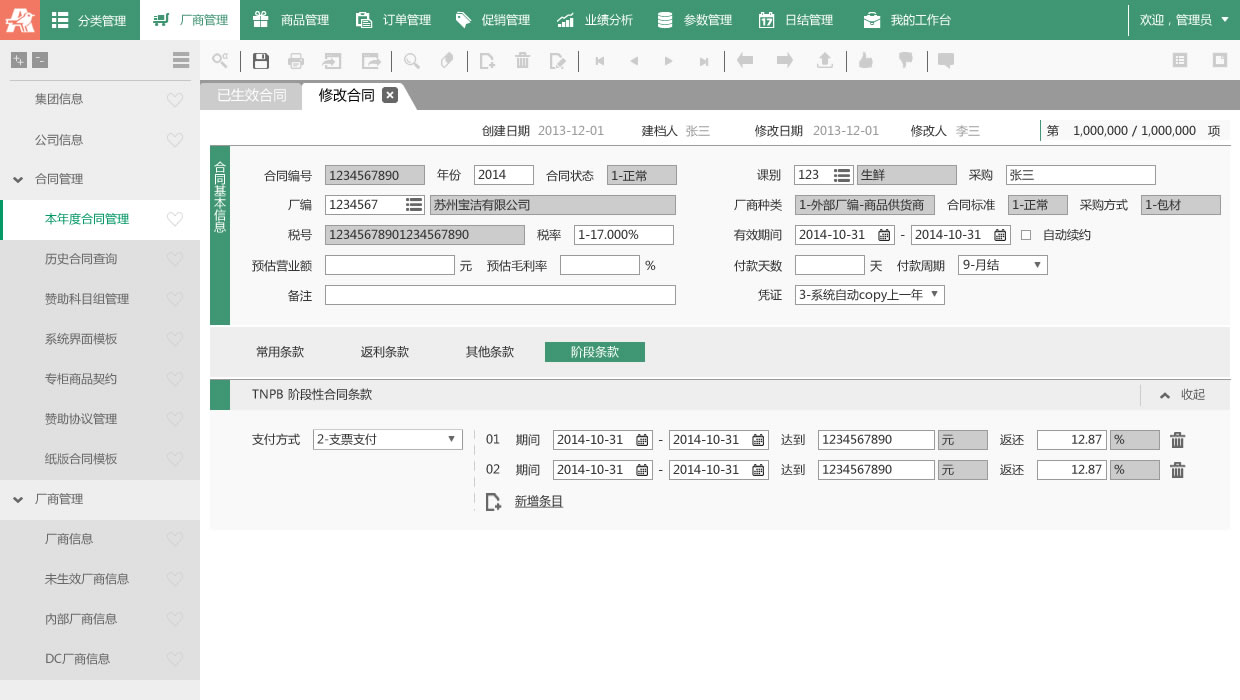 分类管理 厂商管理 商品管理 订单管理 促销管理 业绩分析 参数管理 日结管理 我的工作台 欢迎，管理员
已生效合同 修改合同
集团信息
公司信息
合同管理
本年度合同管理
历史合同查询
赞助科目组管理
系统界面模板
专柜商品契约
赞助协议管理
纸版合同模板
厂商管理
厂商信息
未生效厂商信息
内部厂商信息
DC厂商信息
创建日期 2013-12-01 建档人 张三 修改日期 2013-12-01 修改人 李三 第 1,000,000 / 1,000,000 项
合同基本信息
合同编号 1234567890 年份 2014 合同状态 1-正常 课别 123 生鲜 采购 张三
厂编 1234567 苏州宝洁有限公司 厂商种类 1-外部厂编-商品供货商 合同标准 1-正常 采购方式 1-包材
税号 12345678901234567890 税率 1-17.000% 有效期间 2014-10-31 - 2014-10-31 自动续约
预估营业额 元 预估毛利率 % 付款天数 天 付款周期 9-月结
备注 凭证 3-系统自动copy上一年
常用条款 返利条款 其他条款 阶段条款
TNPB 阶段性合同条款 收起
支付方式 2-支票支付 01 期间 2014-10-31 - 2014-10-31 达到 1234567890 元 返还 12.87 %
02 期间 2014-10-31 - 2014-10-31 达到 1234567890 元 返还 12.87 %
新增条目